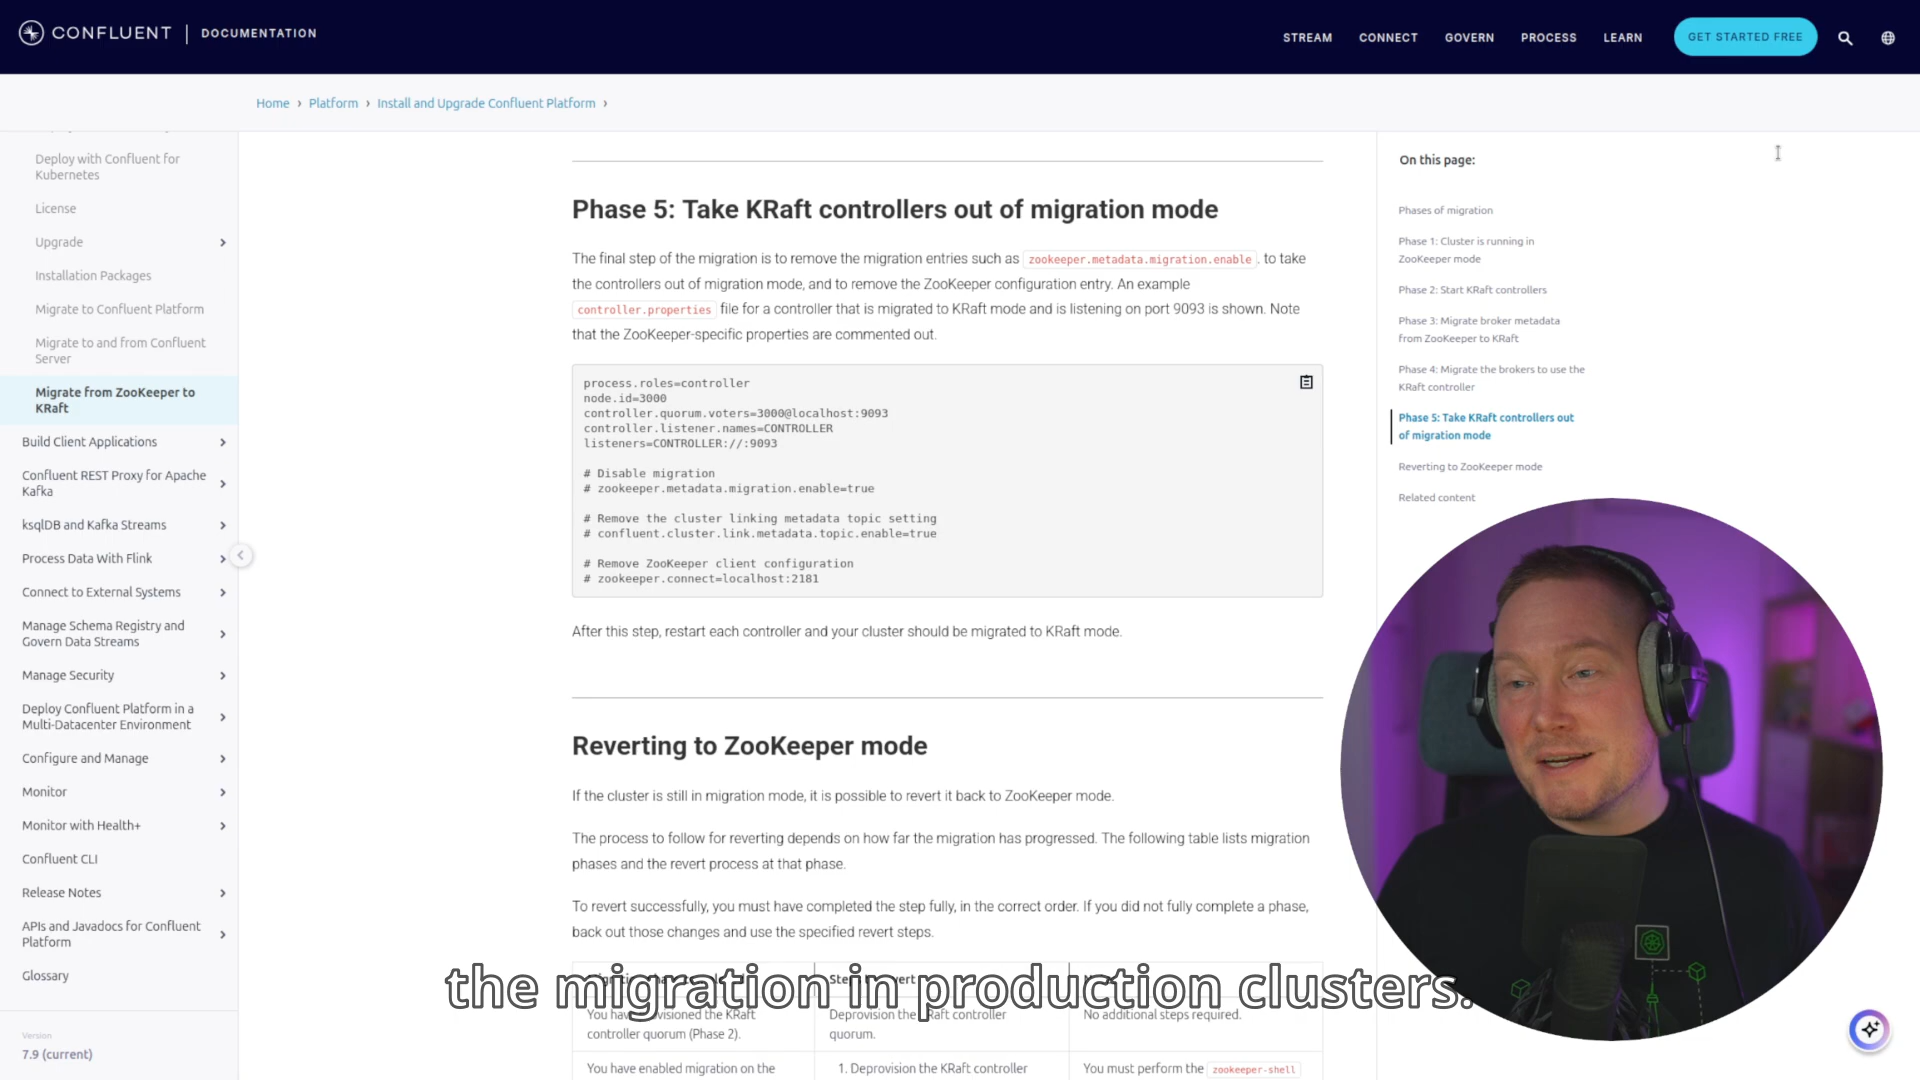 CONFLUENT
DOCUMENTATION
STREAM
CONNECT
GOVERN
PROCESS
LEARN
GET STARTED FREE
Home › Platform › Install and Upgrade Confluent Platform ›
Deploy with Confluent for
Kubernetes
License
Upgrade
Installation Packages
Migrate to Confluent Platform
Migrate to and from Confluent
Server
Migrate from ZooKeeper to
KRaft
Build Client Applications
Confluent REST Proxy for Apache
Kafka
ksqlDB and Kafka Streams
Process Data With Flink
Connect to External Systems
Manage Schema Registry and
Govern Data Streams
Manage Security
Deploy Confluent Platform in a
Multi-Datacenter Environment
Configure and Manage
Monitor
Monitor with Health+
Confluent CLI
Release Notes
APIs and Javadocs for Confluent
Platform
Glossary
Version
7.9 (current)
Phase 5: Take KRaft controllers out of migration mode
The final step of the migration is to remove the migration entries such as zookeeper.metadata.migration.enable, to take
the controllers out of migration mode, and to remove the ZooKeeper configuration entry. An example
controller.properties file for a controller that is migrated to KRaft mode and is listening on port 9093 is shown. Note
that the ZooKeeper-specific properties are commented out.
process.roles=controller
node.id=3000
controller.quorum.voters=3000@localhost:9093
controller.listener.names=CONTROLLER
listeners=CONTROLLER://:9093
# Disable migration
# zookeeper.metadata.migration.enable=true
# Remove the cluster linking metadata topic setting
# confluent.cluster.link.metadata.topic.enable=true
# Remove ZooKeeper client configuration
# zookeeper.connect=localhost:2181
After this step, restart each controller and your cluster should be migrated to KRaft mode.
Reverting to ZooKeeper mode
If the cluster is still in migration mode, it is possible to revert it back to ZooKeeper mode.
The process to follow for reverting depends on how far the migration has progressed. The following table lists migration
phases and the revert process at that phase.
To revert successfully, you must have completed the step fully, in the correct order. If you did not fully complete a phase,
back out those changes and use the specified revert steps.
the migration in production clusters.
You have provisioned the KRaft
controller quorum (Phase 2).
Deprovision the KRaft controller
quorum.
No additional steps required.
You have enabled migration on the
1. Deprovision the KRaft controller
You must perform the zookeeper-shell
On this page:
Phases of migration
Phase 1: Cluster is running in
ZooKeeper mode
Phase 2: Start KRaft controllers
Phase 3: Migrate broker metadata
from ZooKeeper to KRaft
Phase 4: Migrate the brokers to use the
KRaft controller
Phase 5: Take KRaft controllers out
of migration mode
Reverting to ZooKeeper mode
Related content